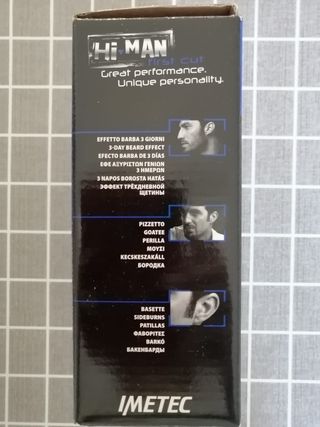 Hi-MAN
first cut
Great performance.
Unique personality.
EFFETTO BARBA 3 GIORNI
3-DAY BEARD EFFECT
EFECTO BARBA DE 3 DÍAS
ΕΦΕ ΑΞΥΡΙΣΤΩΝ ΓΕΝΙΩΝ
3 ΗΜΕΡΩΝ
3 NAPOS BOROSTA HATÁS
ЭФФЕКТ ТРЁХДНЕВНОЙ
ЩЕТИНЫ
PIZZETTO
GOATEE
PERILLA
ΜΟΥΣΙ
KECSKESZAKÁLL
БОРОДКА
BASETTE
SIDEBURNS
PATILLAS
ΦΑΒΟΡΙΤΕΣ
BARKÓ
БАКЕНБАРДЫ
IMETEC